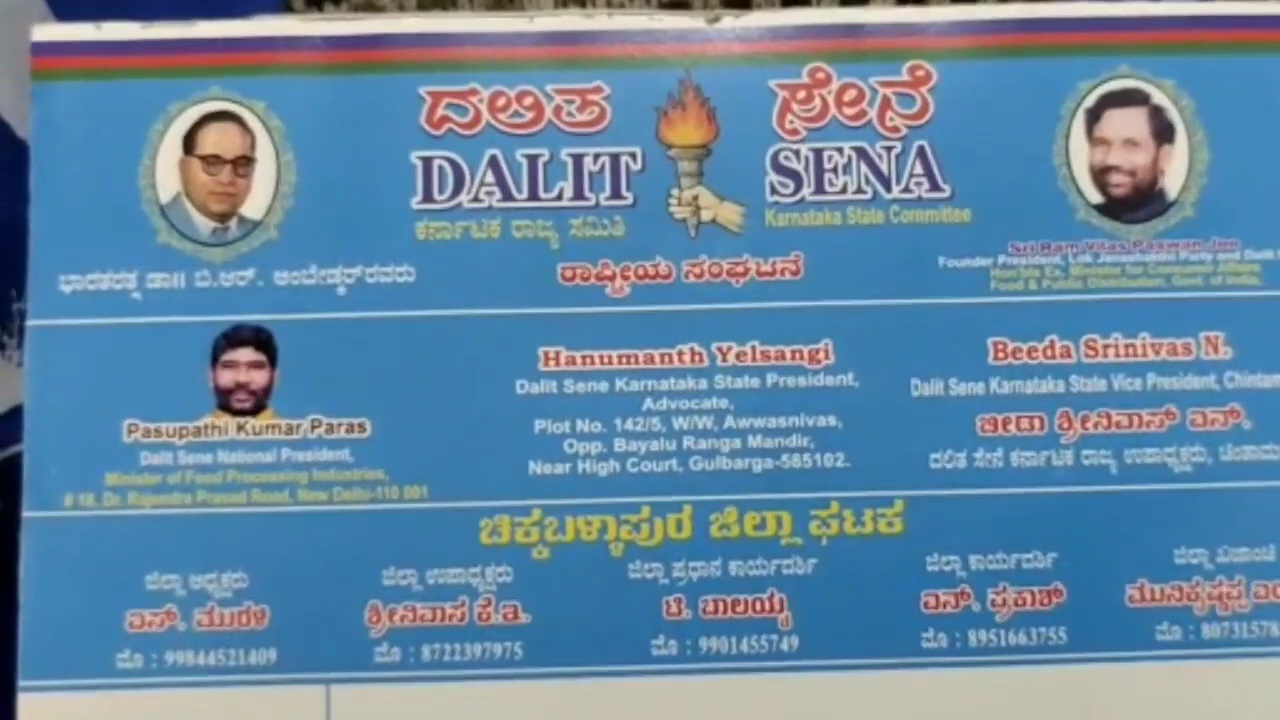 ದಲಿತ ಸೇನೆ
DALIT SENA
ಕರ್ನಾಟಕ ರಾಜ್ಯ ಸಮಿತಿ
Karnataka State Committee
ರಾಷ್ಟ್ರೀಯ ಸಂಘಟನೆ
ಭಾರತರತ್ನ ಡಾ|| ಬಿ.ಆರ್. ಅಂಬೇಡ್ಕರ್‌ರವರು
Sri Ram Vilas Paswan Jee
Founder President, Lok Janashakthi Party and Dalit
Hon'ble Ex. Minister for Consumer Affairs
Food & Public Distribution, Govt. of India,
Pasupathi Kumar Paras
Dalit Sene National President,
Minister of Food Processing Industries,
# 18, Dr. Rajendra Prasad Road, New Delhi-110 001
Hanumanth Yelsangi
Dalit Sene Karnataka State President,
Advocate,
Plot No. 142/5, W/W, Awwasnivas,
Opp. Bayalu Ranga Mandir,
Near High Court, Gulbarga-585102.
Beeda Srinivas N.
Dalit Sene Karnataka State Vice President,
ಬೀಡಾ ಶ್ರೀನಿವಾಸ್ ಎನ್.
ದಲಿತ ಸೇನೆ ಕರ್ನಾಟಕ ರಾಜ್ಯ ಉಪಾಧ್ಯಕ್ಷರು,
ಚಿಕ್ಕಬಳ್ಳಾಪುರ ಜಿಲ್ಲಾ ಘಟಕ
ಜಿಲ್ಲಾ ಅಧ್ಯಕ್ಷರು
ಎನ್. ಮುರಳಿ
ಮೊ : 99844521409
ಜಿಲ್ಲಾ ಉಪಾಧ್ಯಕ್ಷರು
ಶ್ರೀನಿವಾಸ ಕೆ.ಇ.
ಮೊ : 8722397975
ಜಿಲ್ಲಾ ಪ್ರಧಾನ ಕಾರ್ಯದರ್ಶಿ
ಟಿ. ಬಾಲಯ್ಯ
ಮೊ : 9901455749
ಜಿಲ್ಲಾ ಕಾರ್ಯದರ್ಶಿ
ಎನ್. ಪ್ರಕಾಶ್
ಮೊ : 8951663755
ಜಿಲ್ಲಾ ಖಜಾಂಚಿ
ಮುನಿಕೃಷ್ಣಪ್ಪ
ಮೊ : 80731578